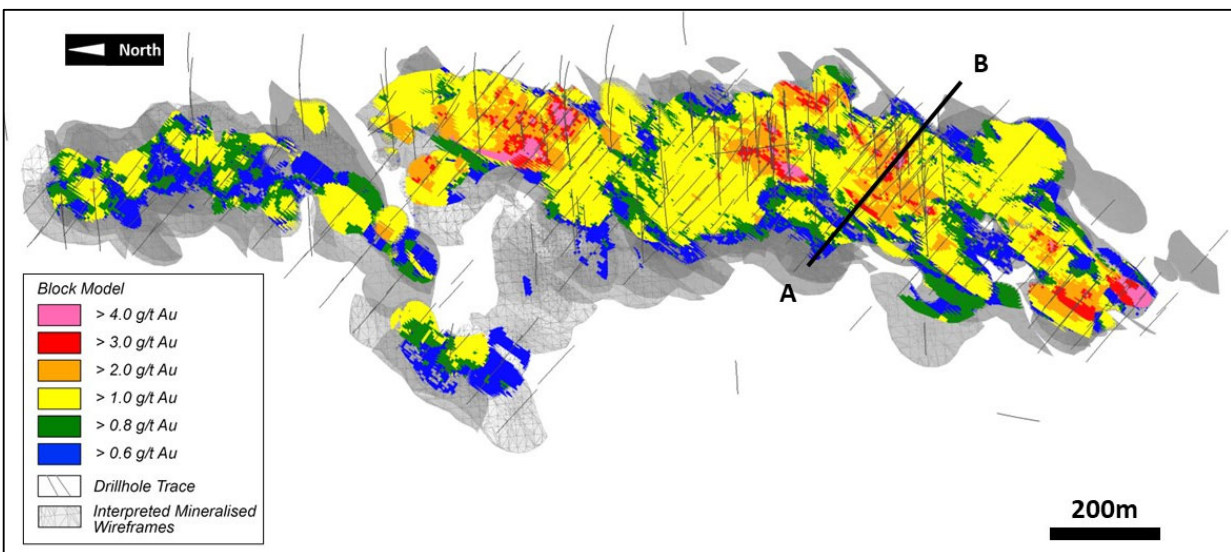 North
B
A
Block Model
> 4.0 g/t Au
> 3.0 g/t Au
> 2.0 g/t Au
> 1.0 g/t Au
> 0.8 g/t Au
> 0.6 g/t Au
Drillhole Trace
Interpreted Mineralised
Wireframes
200m